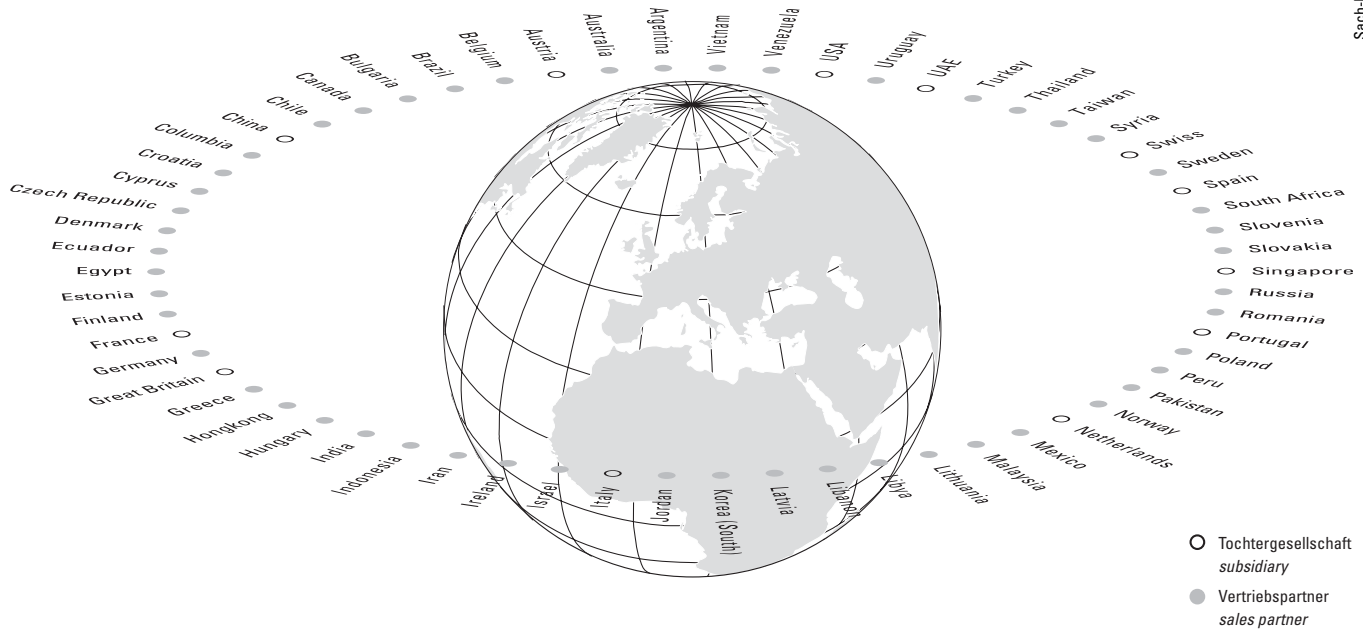 Sach-
Argentina
Vietnam
Venezuela
USA
Uruguay
UAE
Turkey
Thailand
Taiwan
Syria
Swiss
Sweden
Spain
South Africa
Slovenia
Slovakia
Singapore
Russia
Romania
Portugal
Poland
Peru
Pakistan
Norway
Netherlands
Mexico
Malaysia
Lithuania
Libya
Libanon
Latvia
Korea (South)
Jordan
Italy
Israel
Ireland
Iran
Indonesia
India
Hungary
Hongkong
Greece
Great Britain
Germany
France
Finland
Estonia
Egypt
Ecuador
Denmark
Czech Republic
Cyprus
Croatia
Columbia
China
Chile
Canada
Bulgaria
Brazil
Belgium
Austria
Australia
Tochtergesellschaft
subsidiary
Vertriebspartner
sales partner